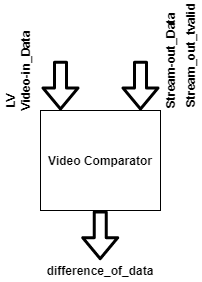 LV
Video-in_Data
Stream-out_Data
Stream_out_tvalid
Video Comparator
difference_of_data